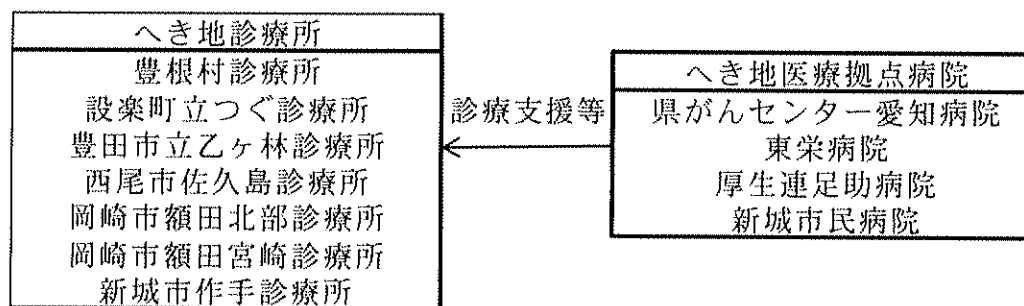 へき地診療所
豊根村診療所
設楽町立つぐ診療所
豊田市立乙ヶ林診療所
西尾市佐久島診療所
岡崎市額田北部診療所
岡崎市額田宮崎診療所
新城市作手診療所
診療支援等
へき地医療拠点病院
県がんセンター愛知病院
東栄病院
厚生連足助病院
新城市民病院